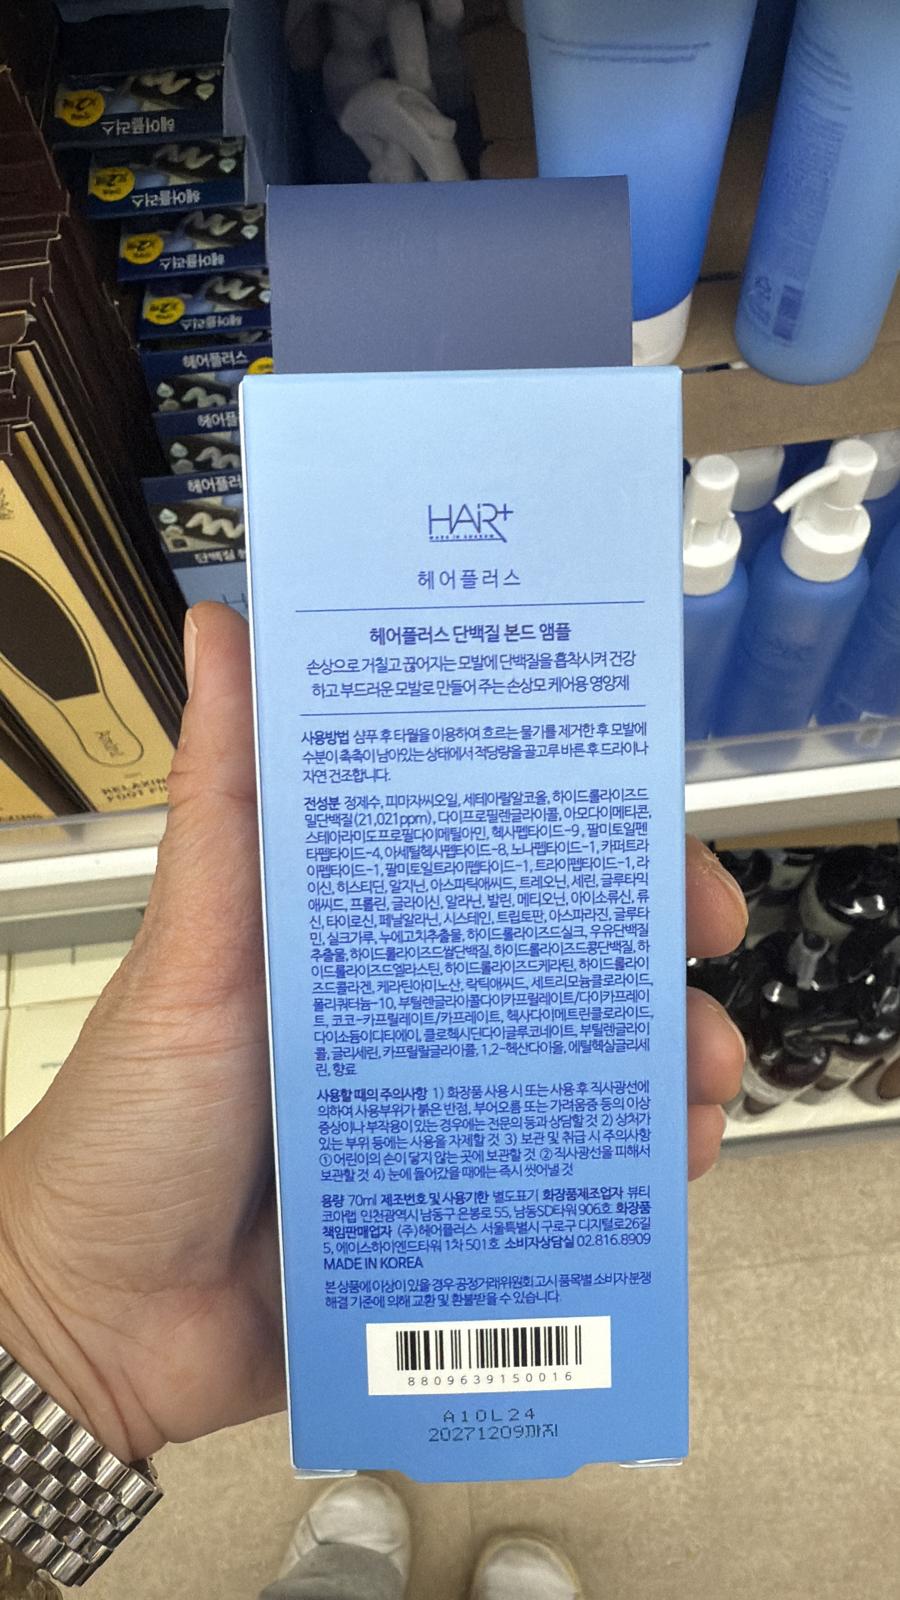 헤어플러스
헤어플러스
헤어플러스
헤어플러스
헤어플러스
헤어플러스
RELAXING
HAiR+
MADE IN SHADOW
헤어플러스
헤어플러스 단백질 본드 앰플
손상으로 거칠고 끊어지는 모발에 단백질을 흡착시켜 건강
하고 부드러운 모발로 만들어 주는 손상모 케어용 영양제
사용방법 샴푸 후 타월을 이용하여 흐르는 물기를 제거한 후 모발에
수분이 촉촉이 남아있는 상태에서 적당량을 골고루 바른 후 드라이나
자연 건조합니다.
전성분 정제수, 피마자씨오일, 세테아릴알코올, 하이드롤라이즈드
밀단백질(21,021ppm), 다이프로필렌글라이콜, 아모다이메티콘,
스테아라미도프로필다이메틸아민, 헥사펩타이드-9, 팔미토일펜
타펩타이드-4, 아세틸헥사펩타이드-8, 노나펩타이드-1, 카퍼트라
이펩타이드-1, 팔미토일트라이펩타이드-1, 트라이펩타이드-1, 라
이신, 히스티딘, 알지닌, 아스파틱애씨드, 트레오닌, 세린, 글루타믹
애씨드, 프롤린, 글라이신, 알라닌, 발린, 메티오닌, 아이소류신, 류
신, 타이로신, 페닐알라닌, 시스테인, 트립토판, 아스파라진, 글루타
민, 실크가루, 누에고치추출물, 하이드롤라이즈드실크, 우유단백질
추출물, 하이드롤라이즈드쌀단백질, 하이드롤라이즈드콩단백질, 하
이드롤라이즈드엘라스틴, 하이드롤라이즈드케라틴, 하이드롤라이
즈드콜라겐, 케라틴아미노산, 락틱애씨드, 세트리모늄클로라이드,
폴리쿼터늄-10, 부틸렌글라이콜다이카프릴레이트/다이카프레이
트, 코코-카프릴레이트/카프레이트, 헥사다이메트린클로라이드,
다이소듐이디티에이, 클로헥시딘다이글루코네이트, 부틸렌글라이
콜, 글리세린, 카프릴릴글라이콜, 1,2-헥산다이올, 에틸헥실글리세
린, 향료
사용할 때의 주의사항 1) 화장품 사용 시 또는 사용 후 직사광선에
의하여 사용부위가 붉은 반점, 부어오름 또는 가려움증 등의 이상
증상이나 부작용이 있는 경우에는 전문의 등과 상담할 것 2) 상처가
있는 부위 등에는 사용을 자제할 것 3) 보관 및 취급 시 주의사항
①어린이의 손이 닿지 않는 곳에 보관할 것 ②직사광선을 피해서
보관할 것 4) 눈에 들어갔을 때에는 즉시 씻어낼 것
용량 70ml 제조번호 및 사용기한 별도표기 화장품제조업자 뷰티
코아랩 인천광역시 남동구 은봉로 55, 남동SD타워 906호 화장품
책임판매업자 (주)헤어플러스 서울특별시 구로구 디지털로26길
5, 에이스하이엔드타워 1차 501호 소비자상담실 02.816.8909
MADE IN KOREA
본 상품에 이상이 있을 경우 공정거래위원회 고시 품목별 소비자 분쟁
해결 기준에 의해 교환 및 환불받을 수 있습니다.
8809639150016
A10L24
20271209까지